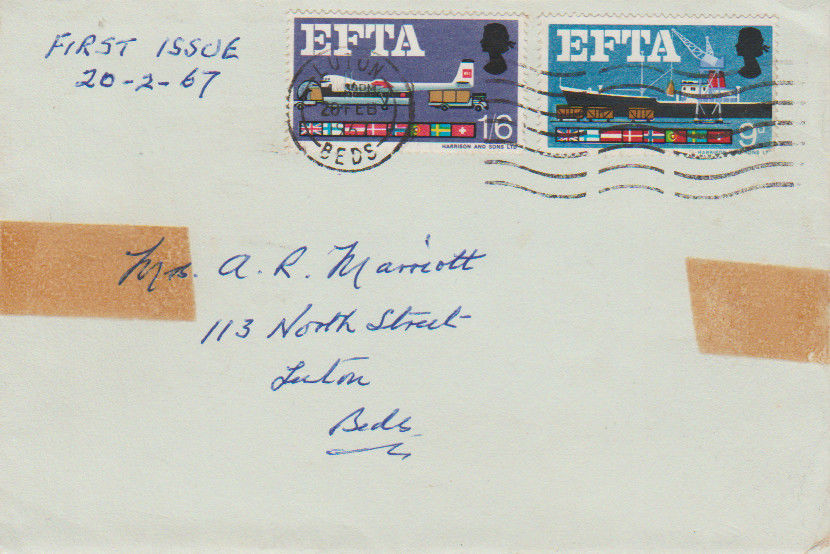 FIRST ISSUE
20-2-67
EFTA
1/6
HARRISON AND SONS LTD
EFTA
9d
LUTON
20 FEB
BEDS
Mrs. A. R. Marriott
113 North Street
Luton
Beds